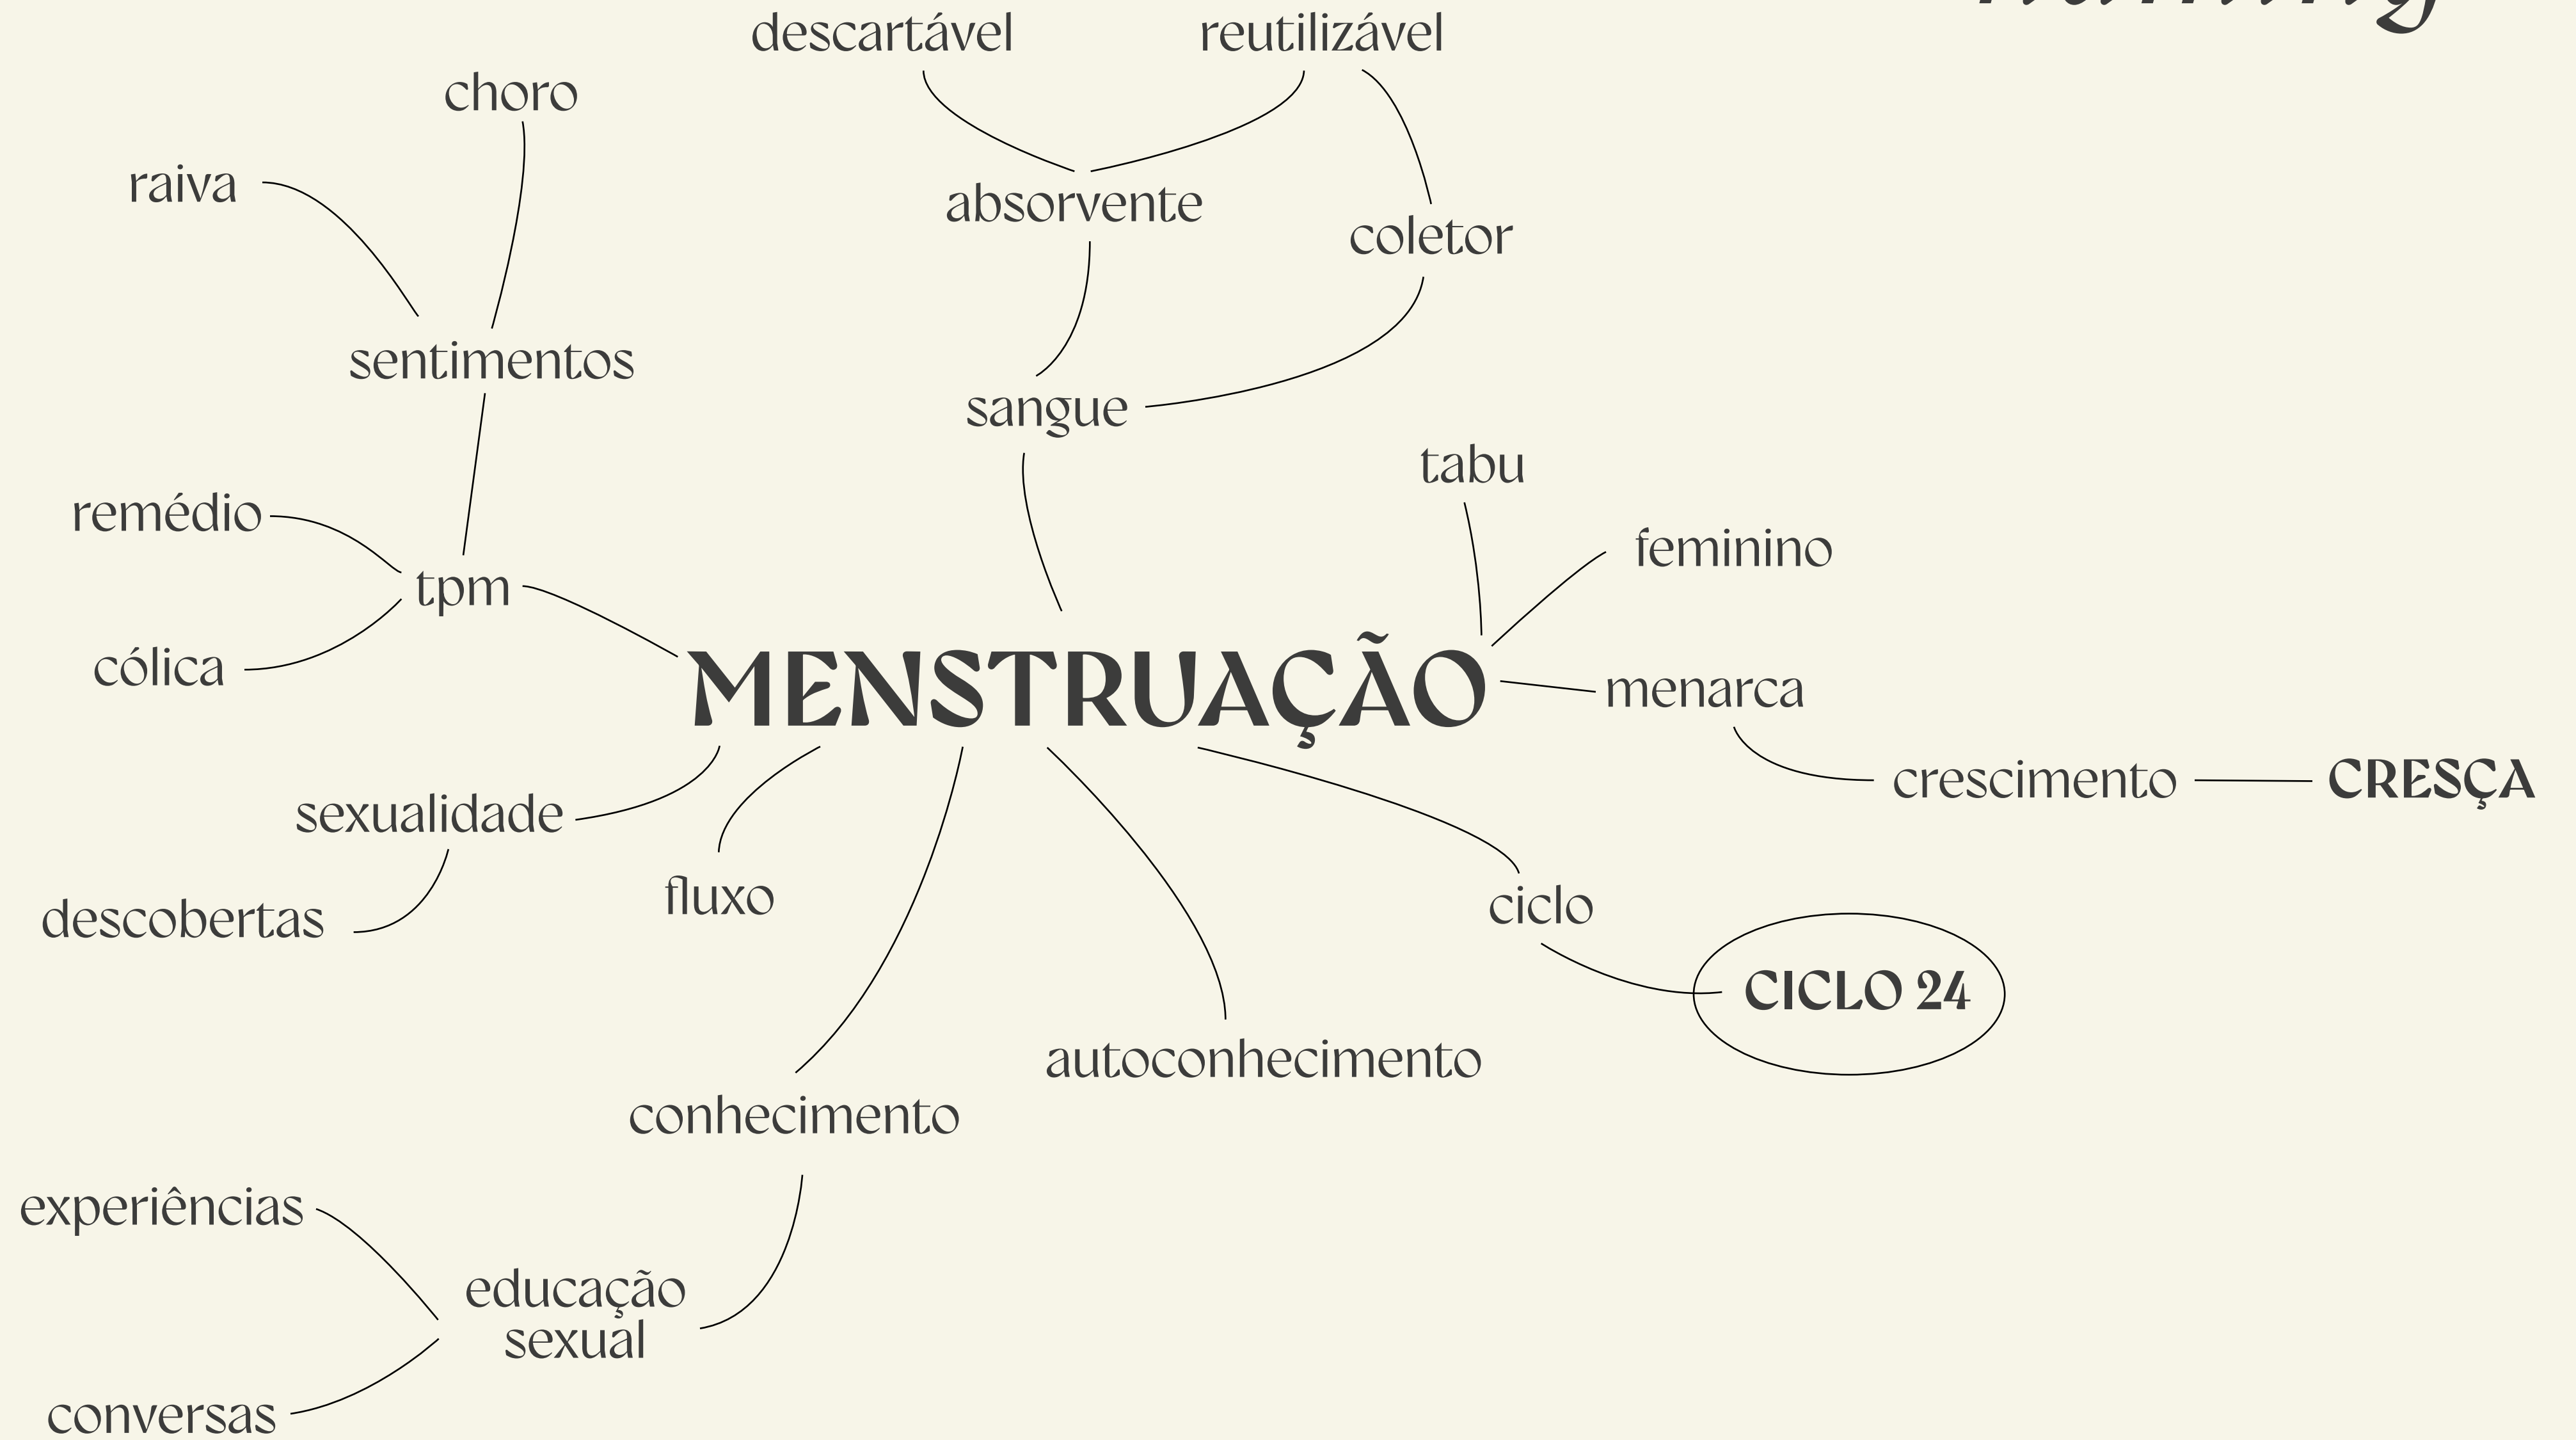 descartável
reutilizável
choro
raiva
absorvente
coletor
sentimentos
sangue
tabu
remédio
feminino
tpm
cólica
MENSTRUAÇÃO
menarca
crescimento
CRESÇA
sexualidade
fluxo
ciclo
descobertas
CICLO 24
autoconhecimento
conhecimento
experiências
educação
sexual
conversas